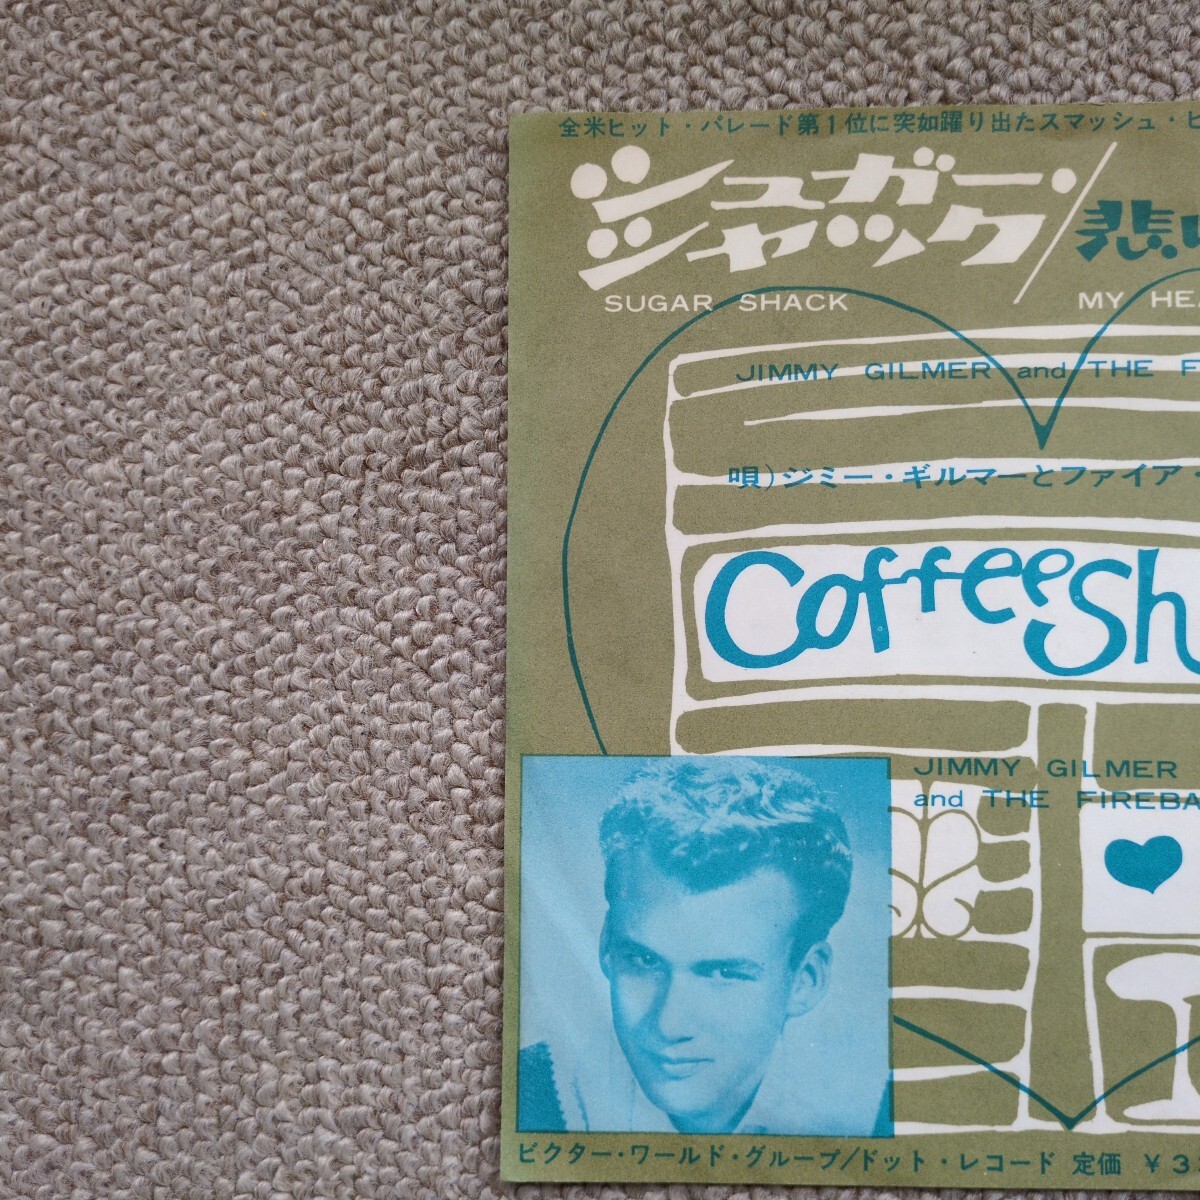 全米ヒット・パレード第1位に突如躍り出たスマッシュ・ヒ
シュガー・
シャック
SUGAR SHACK
悲
MY HE
JIMMY GILMER and THE F
唄)ジミー・ギルマーとファイア
CoffeeSh
JIMMY GILMER
and THE FIREBA
ビクター・ワールド・グループ/ドット・レコード 定価 ¥33